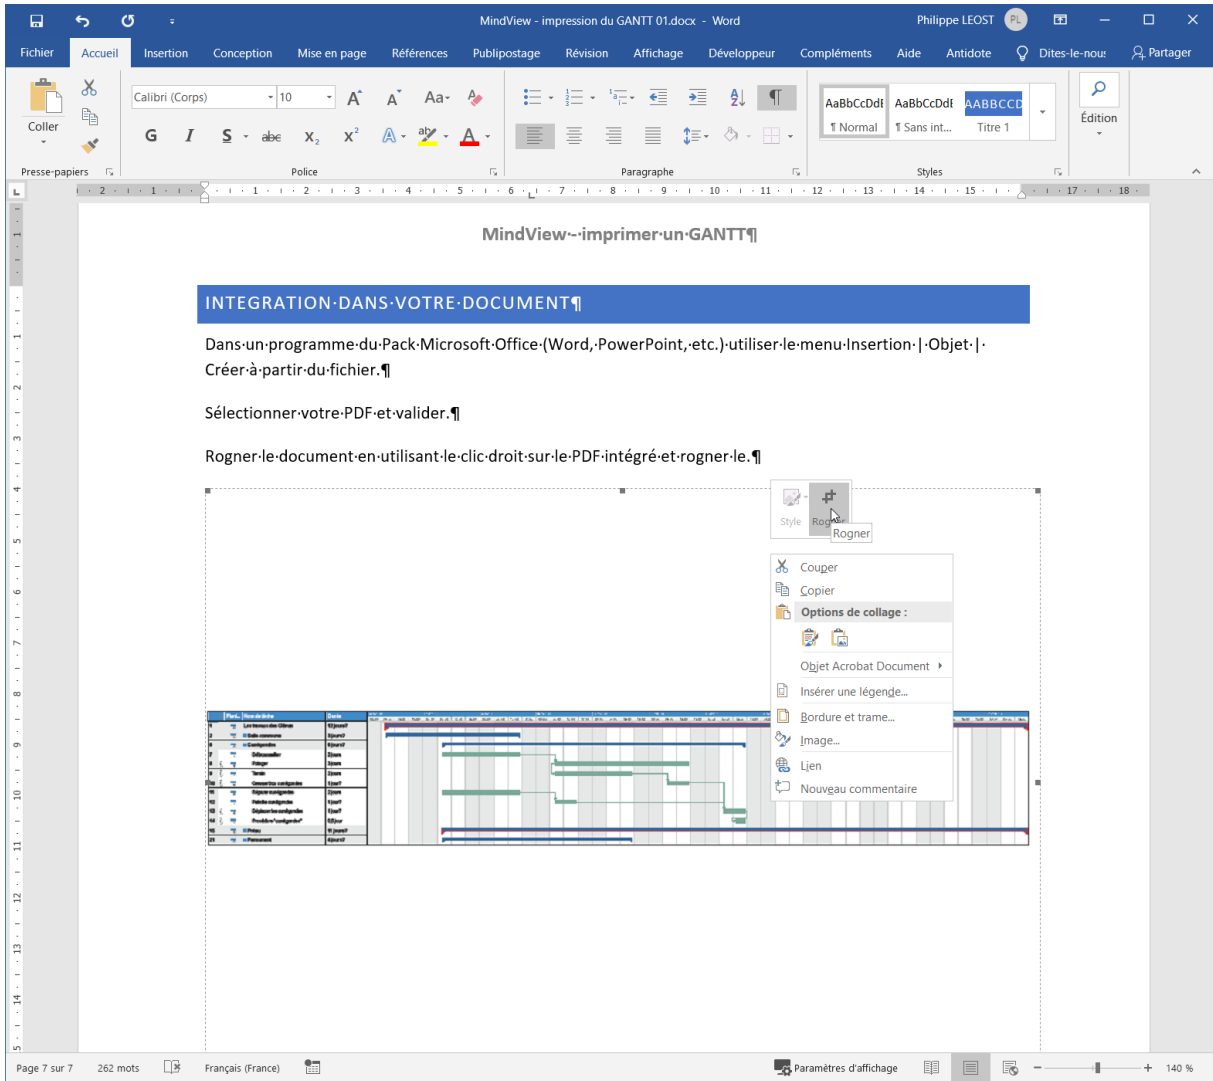 MindView - impression du GANTT 01.docx - Word
Philippe LEOST
PL
Fichier
Accueil
Insertion
Conception
Mise en page
Références
Publipostage
Révision
Affichage
Développeur
Compléments
Aide
Antidote
Dites-le-nous
Partager
Coller
Calibri (Corps)
10
G I S abc X₂ X²
AaBbCcDdE AaBbCcDdE AABBCCD
¶ Normal ¶ Sans int... Titre 1
Édition
Presse-papiers
Police
Paragraphe
Styles
MindView·-·imprimer·un·GANTT¶
INTEGRATION·DANS·VOTRE·DOCUMENT¶
Dans·un·programme·du·Pack·Microsoft·Office·(Word,·PowerPoint,·etc.)·utiliser·le·menu·Insertion·|·Objet·|·
Créer·à·partir·du·fichier.¶
Sélectionner·votre·PDF·et·valider.¶
Rogner·le·document·en·utilisant·le·clic·droit·sur·le·PDF·intégré·et·rogner·le.¶
Style
Rogner
Rogner
Couper
Copier
Options de collage :
Objet Acrobat Document
Insérer une légende...
Bordure et trame...
Image...
Lien
Nouveau commentaire
Page 7 sur 7
262 mots
Français (France)
Paramètres d'affichage
140 %